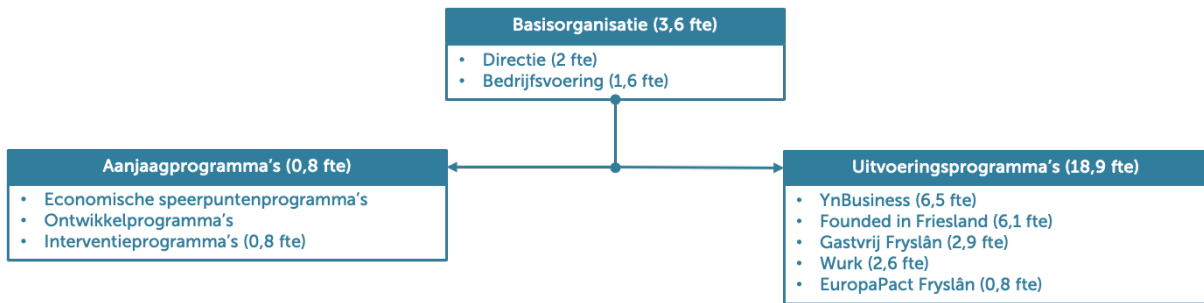 Basisorganisatie (3,6 fte)
• Directie (2 fte)
• Bedrijfsvoering (1,6 fte)
Aanjaagprogramma's (0,8 fte)
• Economische speerpuntenprogramma's
• Ontwikkelprogramma's
• Interventieprogramma's (0,8 fte)
Uitvoeringsprogramma's (18,9 fte)
• YnBusiness (6,5 fte)
• Founded in Friesland (6,1 fte)
• Gastvrij Fryslân (2,9 fte)
• Wurk (2,6 fte)
• EuropaPact Fryslân (0,8 fte)